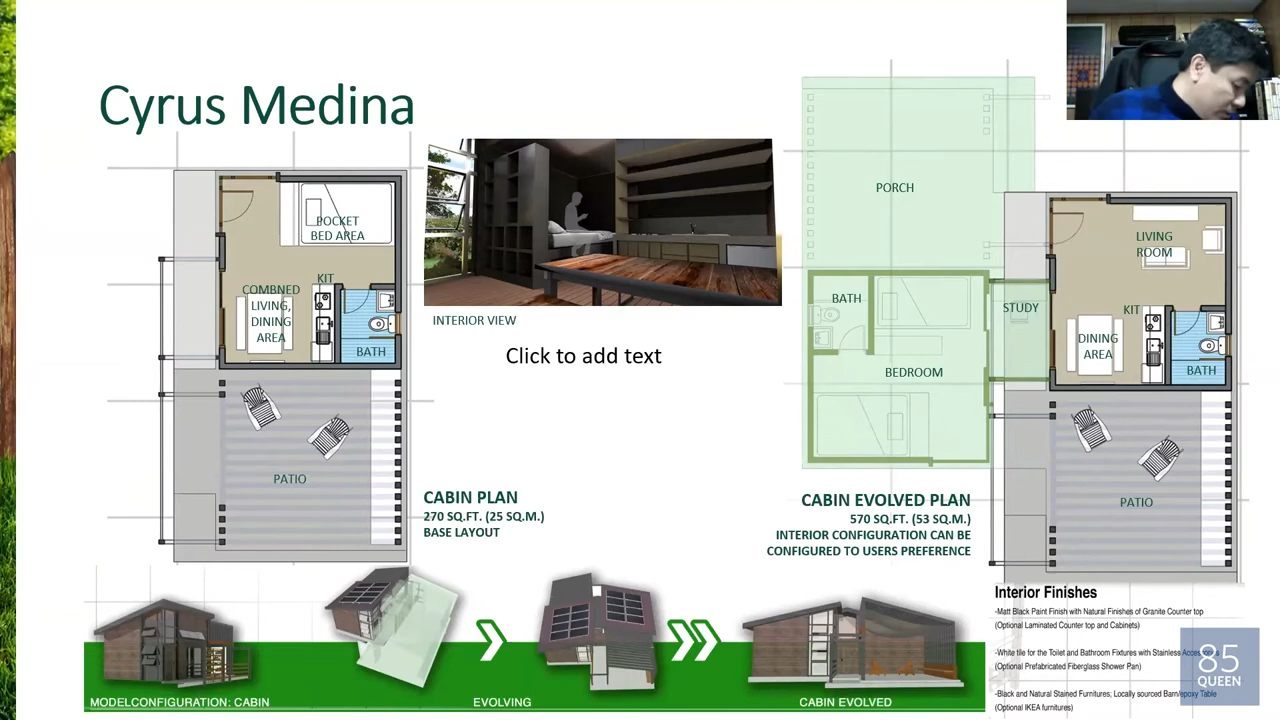 Cyrus Medina
POCKET
BED AREA
KIT
COMBNED
LIVING,
DINING
AREA
BATH
PATIO
INTERIOR VIEW
Click to add text
CABIN PLAN
270 SQ.FT. (25 SQ.M.)
BASE LAYOUT
PORCH
BATH
STUDY
BEDROOM
LIVING
ROOM
KIT
DINING
AREA
BATH
PATIO
CABIN EVOLVED PLAN
570 SQ.FT. (53 SQ.M.)
INTERIOR CONFIGURATION CAN BE
CONFIGURED TO USERS PREFERENCE
Interior Finishes
-Matt Black Paint Finish with Natural Finishes of Granite Counter top
(Optional Laminated Counter top and Cabinets)
-White tile for the Toilet and Bathroom Fixtures with Stainless Accessories
(Optional Prefabricated Fiberglass Shower Pan)
-Black and Natural Stained Furnitures; Locally sourced Barn/epoxy Table
(Optional IKEA furnitures)
85
QUEEN
MODELCONFIGURATION: CABIN
EVOLVING
CABIN EVOLVED